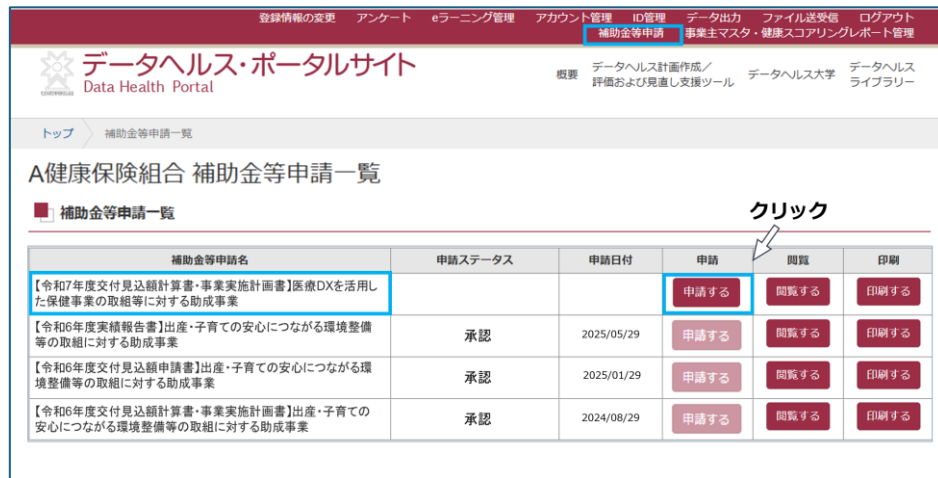 登録情報の変更 アンケート eラーニング管理 アカウント管理 ID管理 データ出力 ファイル送受信 ログアウト
補助金等申請 事業主マスタ・健康スコアリングレポート管理
データヘルス・ポータルサイト
Data Health Portal
概要 データヘルス計画作成／ データヘルス大学 データヘルス
評価および見直し支援ツール ライブラリー
トップ 補助金等申請一覧
A健康保険組合 補助金等申請一覧
補助金等申請一覧
クリック
補助金等申請名 申請ステータス 申請日付 申請 閲覧 印刷
【令和7年度交付見込額計算書・事業実施計画書】医療DXを活用し
た保健事業の取組等に対する助成事業
申請する 閲覧する 印刷する
【令和6年度実績報告書】出産・子育ての安心につながる環境整備
等の取組に対する助成事業
承認 2025/05/29 申請する 閲覧する 印刷する
【令和6年度交付見込額申請書】出産・子育ての安心につながる環
境整備等の取組に対する助成事業
承認 2025/01/29 申請する 閲覧する 印刷する
【令和6年度交付見込額計算書・事業実施計画書】出産・子育ての
安心につながる環境整備等の取組に対する助成事業
承認 2024/08/29 申請する 閲覧する 印刷する